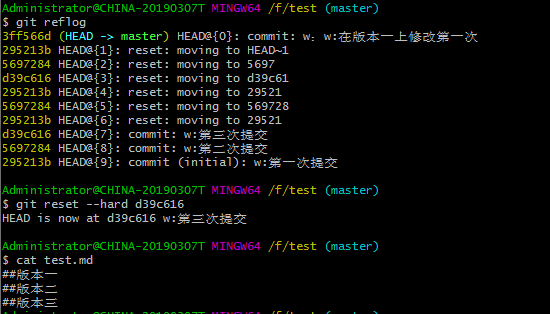 Administrator@CHINA-20190307T MINGW64 /f/test (master)
$ git reflog
3ff566d (HEAD -> master) HEAD@{0}: commit: w：w:在版本一上修改第一次
295213b HEAD@{1}: reset: moving to HEAD~1
5697284 HEAD@{2}: reset: moving to 5697
d39c616 HEAD@{3}: reset: moving to d39c61
295213b HEAD@{4}: reset: moving to 29521
5697284 HEAD@{5}: reset: moving to 569728
295213b HEAD@{6}: reset: moving to 29521
d39c616 HEAD@{7}: commit: w:第三次提交
5697284 HEAD@{8}: commit: w:第二次提交
295213b HEAD@{9}: commit (initial): w:第一次提交
Administrator@CHINA-20190307T MINGW64 /f/test (master)
$ git reset --hard d39c616
HEAD is now at d39c616 w:第三次提交
Administrator@CHINA-20190307T MINGW64 /f/test (master)
$ cat test.md
##版本一
##版本二
##版本三
Administrator@CHINA-20190307T MINGW64 /f/test (master)